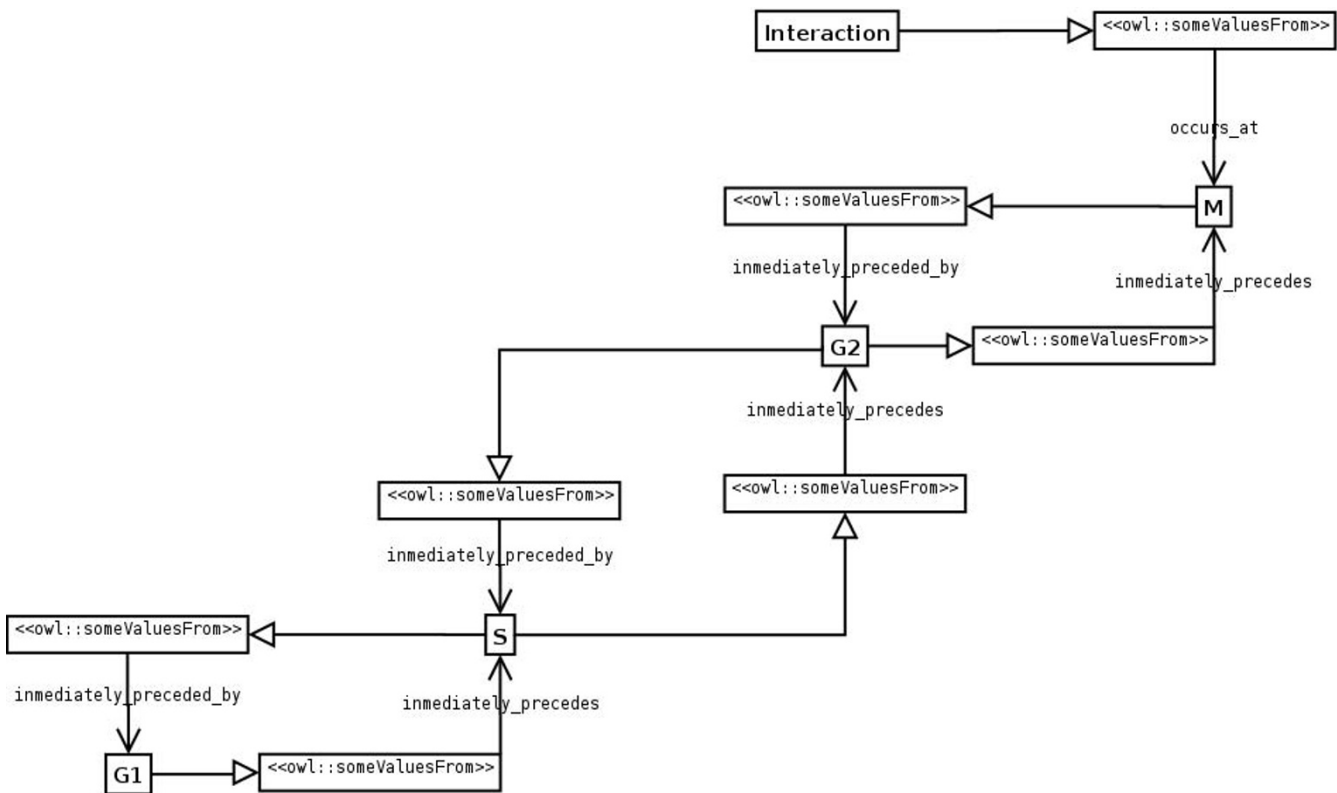 Interaction
<<owl::someValuesFrom>>
occurs_at
<<owl::someValuesFrom>>
M
inmediately_preceded_by
inmediately_precedes
G2
<<owl::someValuesFrom>>
inmediately_precedes
<<owl::someValuesFrom>>
<<owl::someValuesFrom>>
inmediately_preceded_by
<<owl::someValuesFrom>>
S
inmediately_preceded_by
inmediately_precedes
G1
<<owl::someValuesFrom>>